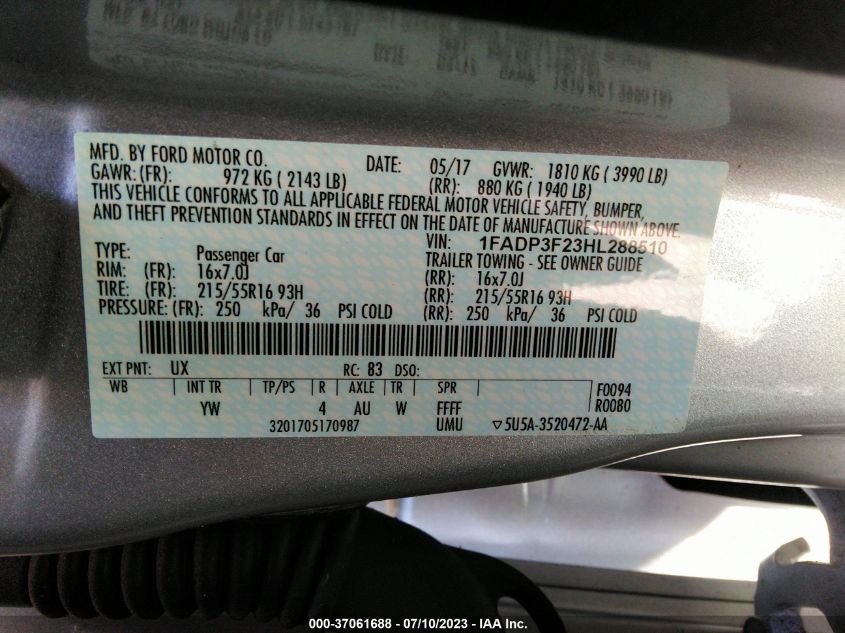 MFD. BY FORD MOTOR CO. DATE: 05/17 GVWR: 1810 KG ( 3990 LB)
GAWR: (FR): 972 KG ( 2143 LB) (RR): 880 KG ( 1940 LB)
THIS VEHICLE CONFORMS TO ALL APPLICABLE FEDERAL MOTOR VEHICLE SAFETY, BUMPER,
AND THEFT PREVENTION STANDARDS IN EFFECT ON THE DATE OF MANUFACTURE SHOWN ABOVE.
VIN: 1FADP3F23HL288510
TYPE: Passenger Car TRAILER TOWING - SEE OWNER GUIDE
RIM: (FR): 16x7.0J (RR): 16x7.0J
TIRE: (FR): 215/55R16 93H (RR): 215/55R16 93H
PRESSURE: (FR): 250 kPa/ 36 PSI COLD (RR): 250 kPa/ 36 PSI COLD
EXT PNT: UX RC: 83 DSO:
WB INT TR TP/PS R AXLE TR SPR F0094
YW 4 AU W FFFF R0080
3201705170987 UMU ▽5U5A-3520472-AA
000-37061688 - 07/10/2023 - IAA Inc.